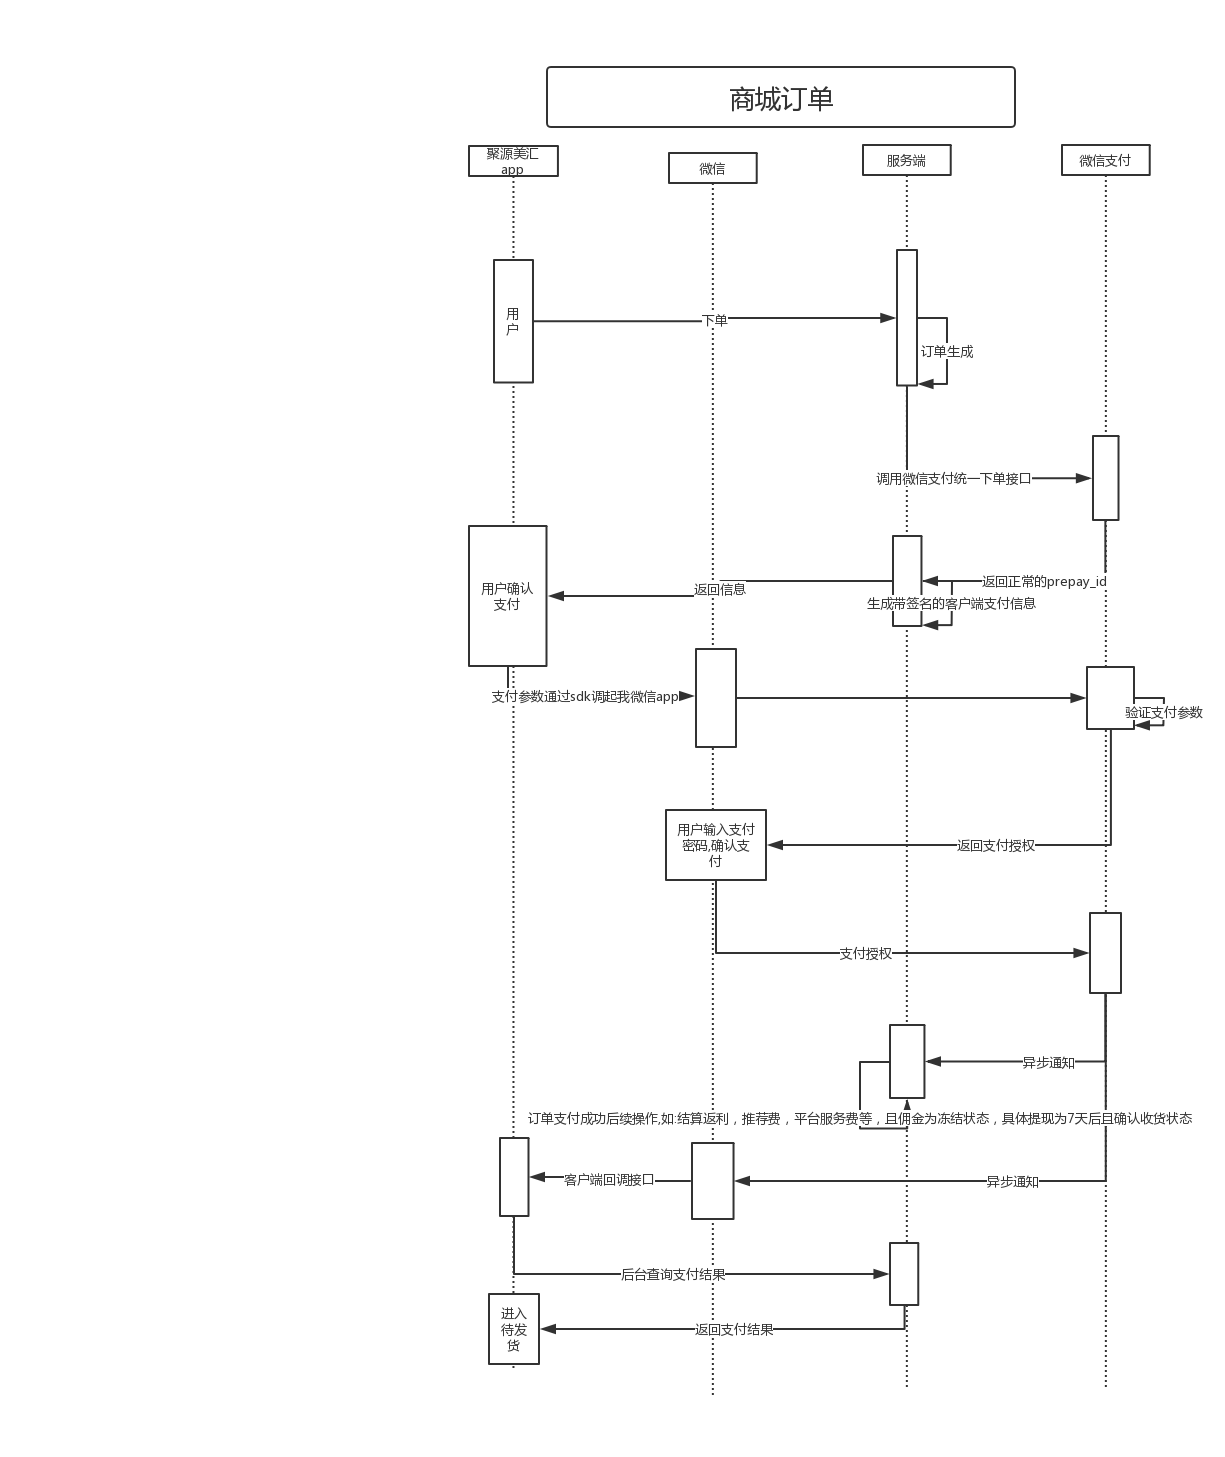 商城订单
聚源美汇
app
微信
服务端
微信支付
用
户
下单
订单生成
调用微信支付统一下单接口
用户确认
支付
返回信息
返回正常的prepay_id
生成带签名的客户端支付信息
支付参数通过sdk调起我微信app
验证支付参数
用户输入支付
密码,确认支
付
返回支付授权
支付授权
异步通知
订单支付成功后续操作,如:结算返利，推荐费，平台服务费等，且佣金为冻结状态，具体提现为7天后且确认收货状态
客户端回调接口
异步通知
后台查询支付结果
进入
待发
货
返回支付结果